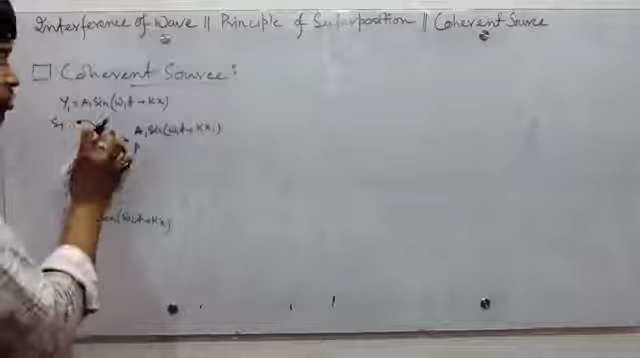 Interference of Wave || Principle of Superposition || Coherent Source
□ Coherent Source:
Y₁ = A₁ Sin(ω₁t + Kx)
S₁
A₁ Sin(ω₁t + Kx₁)
P
Sin(ω₂t + Kx)